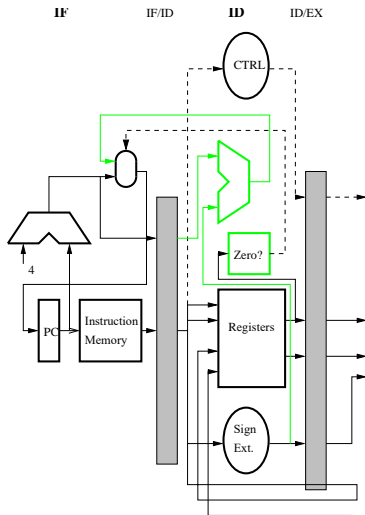 IF IF/ID ID ID/EX
CTRL
Zero?
4
PC
Instruction
Memory
Registers
Sign
Ext.